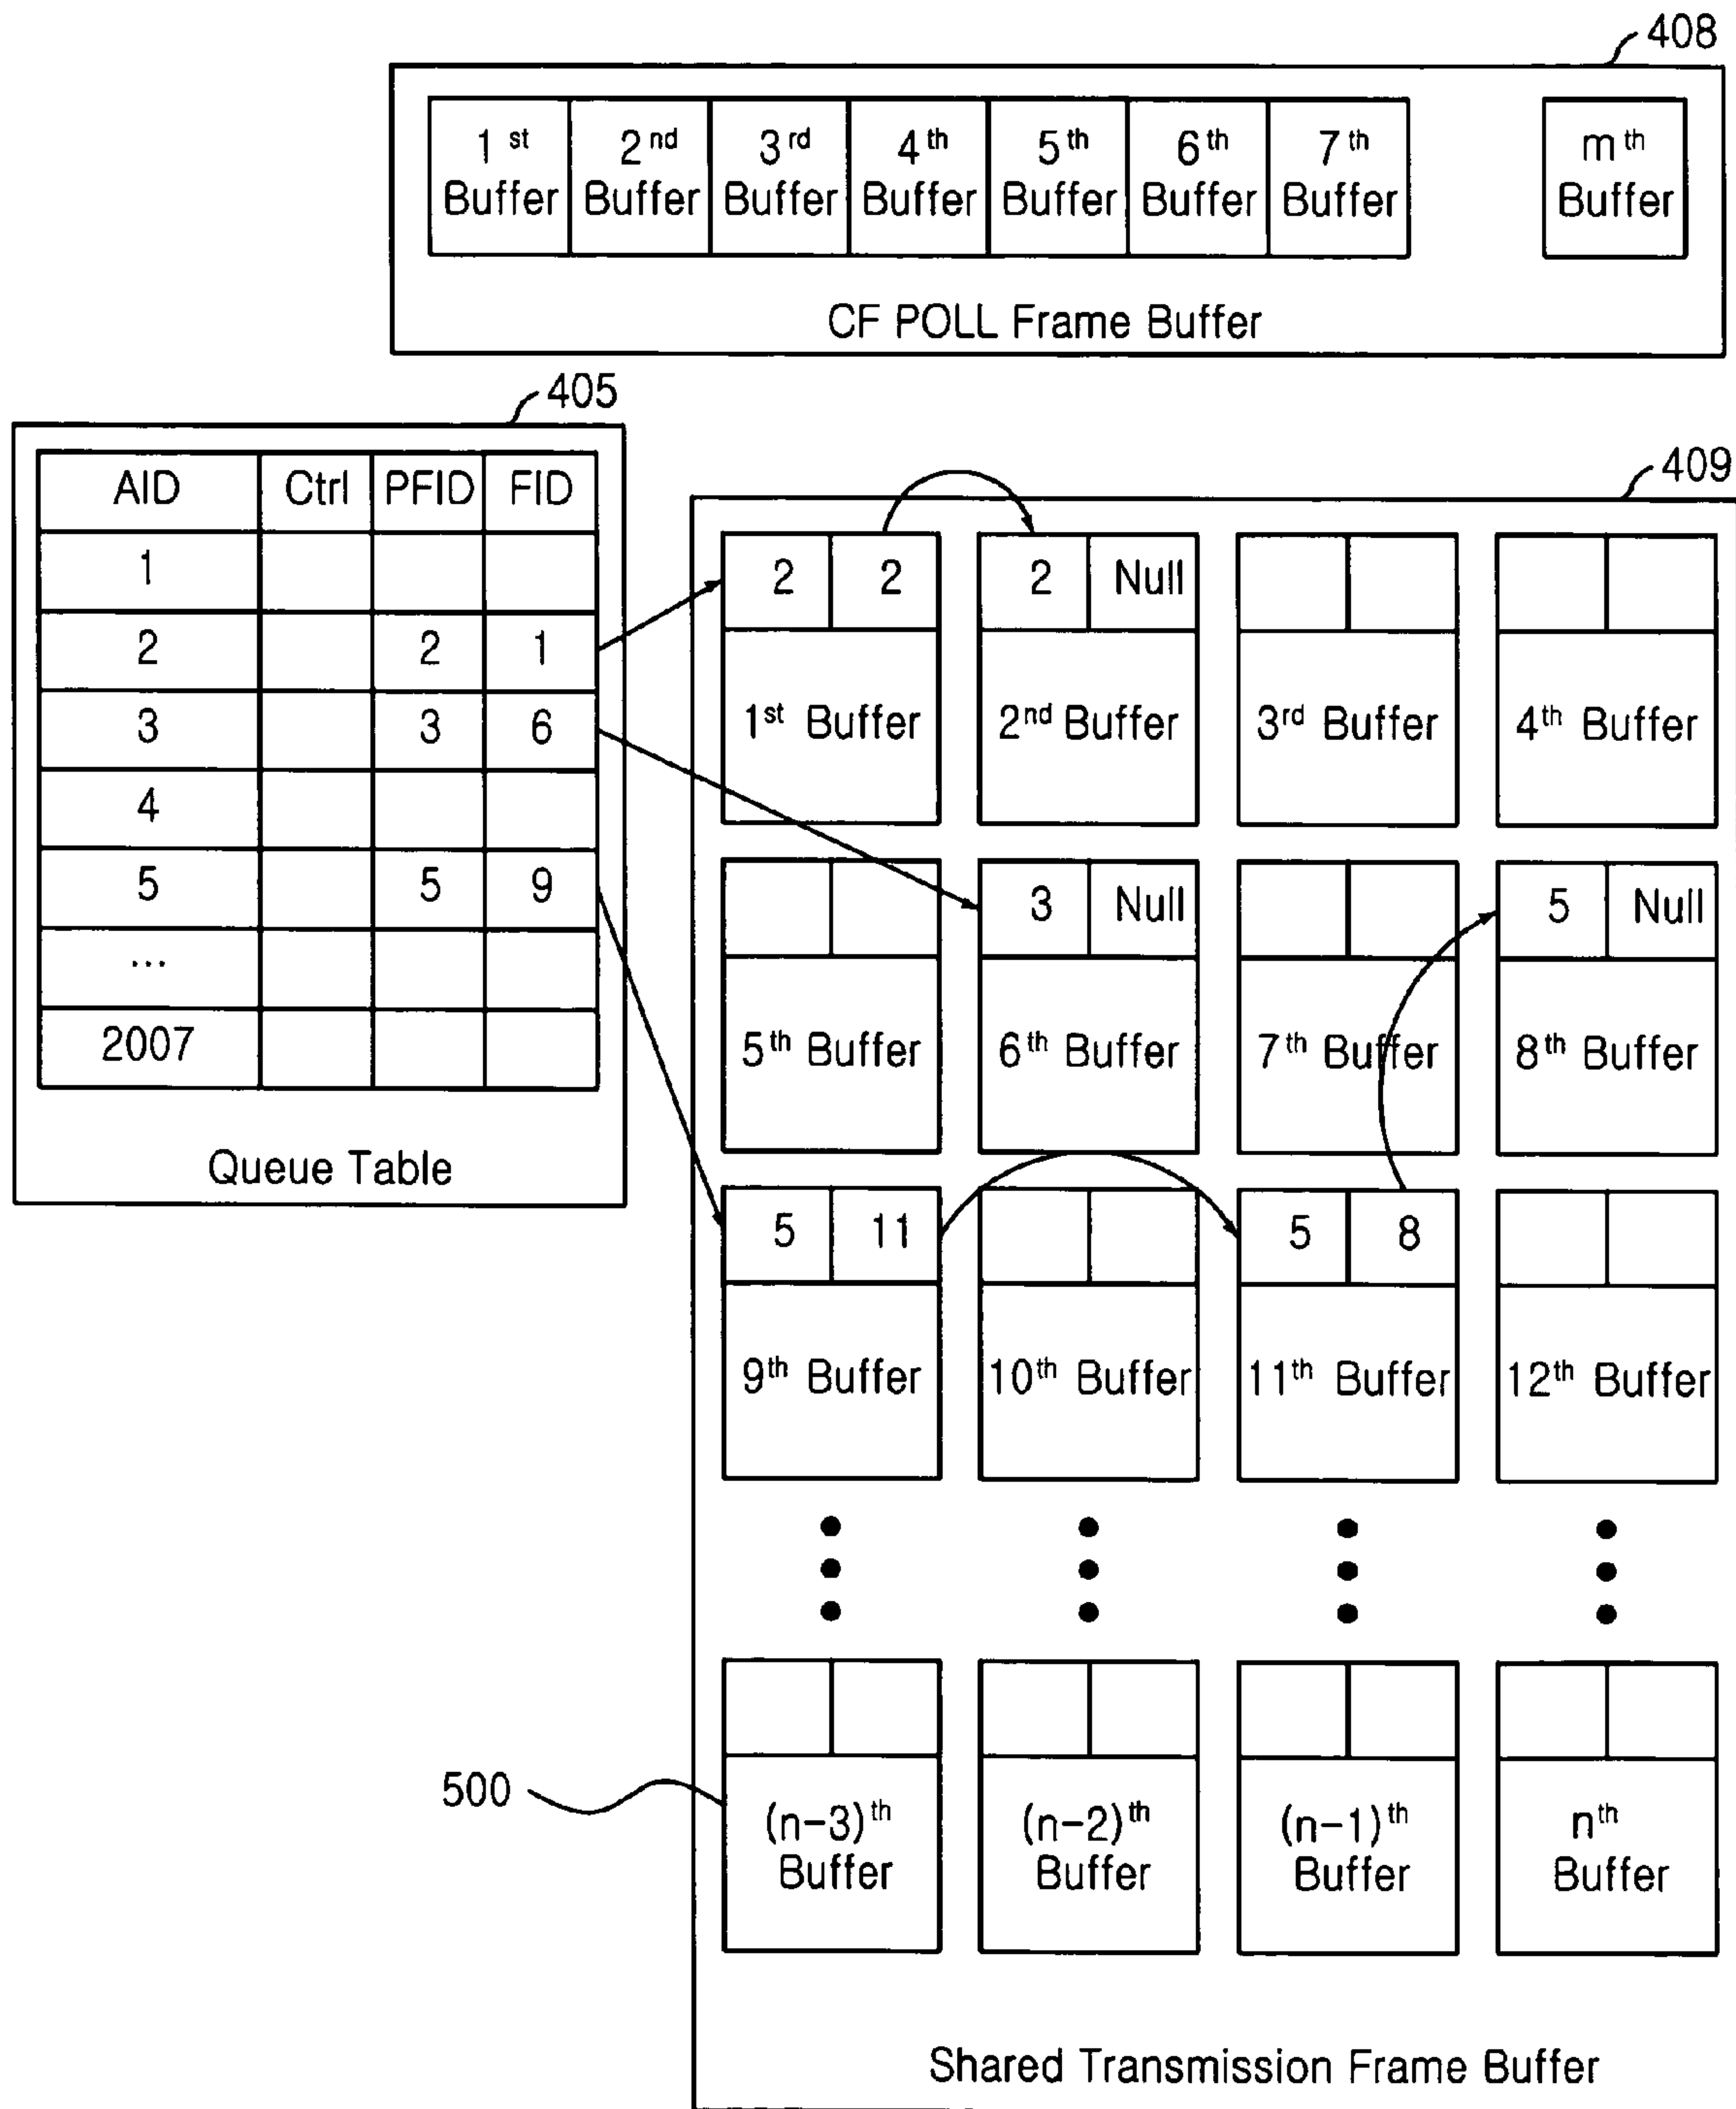 408
1st Buffer
2nd Buffer
3rd Buffer
4th Buffer
5th Buffer
6th Buffer
7th Buffer
mth Buffer
CF POLL Frame Buffer
405
AID Ctrl PFID FID
1
2 2 1
3 3 6
4
5 5 9
...
2007
Queue Table
409
2 2
2 Null
1st Buffer
2nd Buffer
3rd Buffer
4th Buffer
3 Null
5 Null
5th Buffer
6th Buffer
7th Buffer
8th Buffer
5 11
5 8
9th Buffer
10th Buffer
11th Buffer
12th Buffer
500
(n-3)th Buffer
(n-2)th Buffer
(n-1)th Buffer
nth Buffer
Shared Transmission Frame Buffer